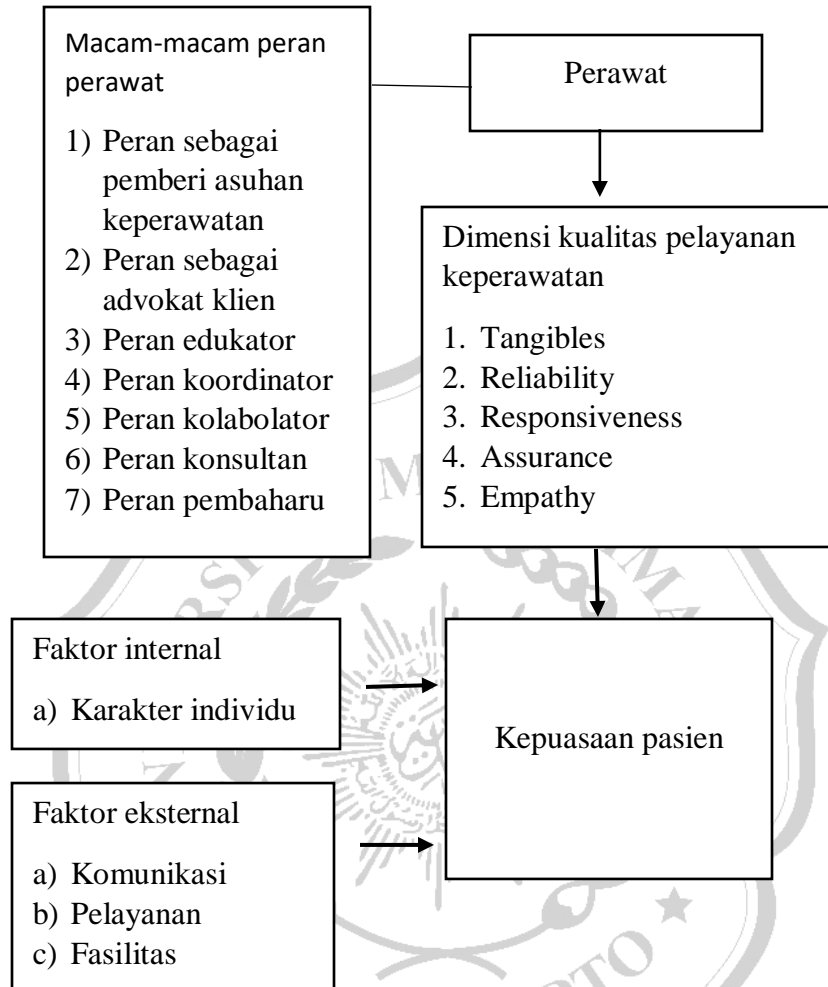 Macam-macam peran
perawat
1) Peran sebagai
pemberi asuhan
keperawatan
2) Peran sebagai
advokat klien
3) Peran edukator
4) Peran koordinator
5) Peran kolabolator
6) Peran konsultan
7) Peran pembaharu
Perawat
Dimensi kualitas pelayanan
keperawatan
1. Tangibles
2. Reliability
3. Responsiveness
4. Assurance
5. Empathy
Faktor internal
a) Karakter individu
Kepuasaan pasien
Faktor eksternal
a) Komunikasi
b) Pelayanan
c) Fasilitas